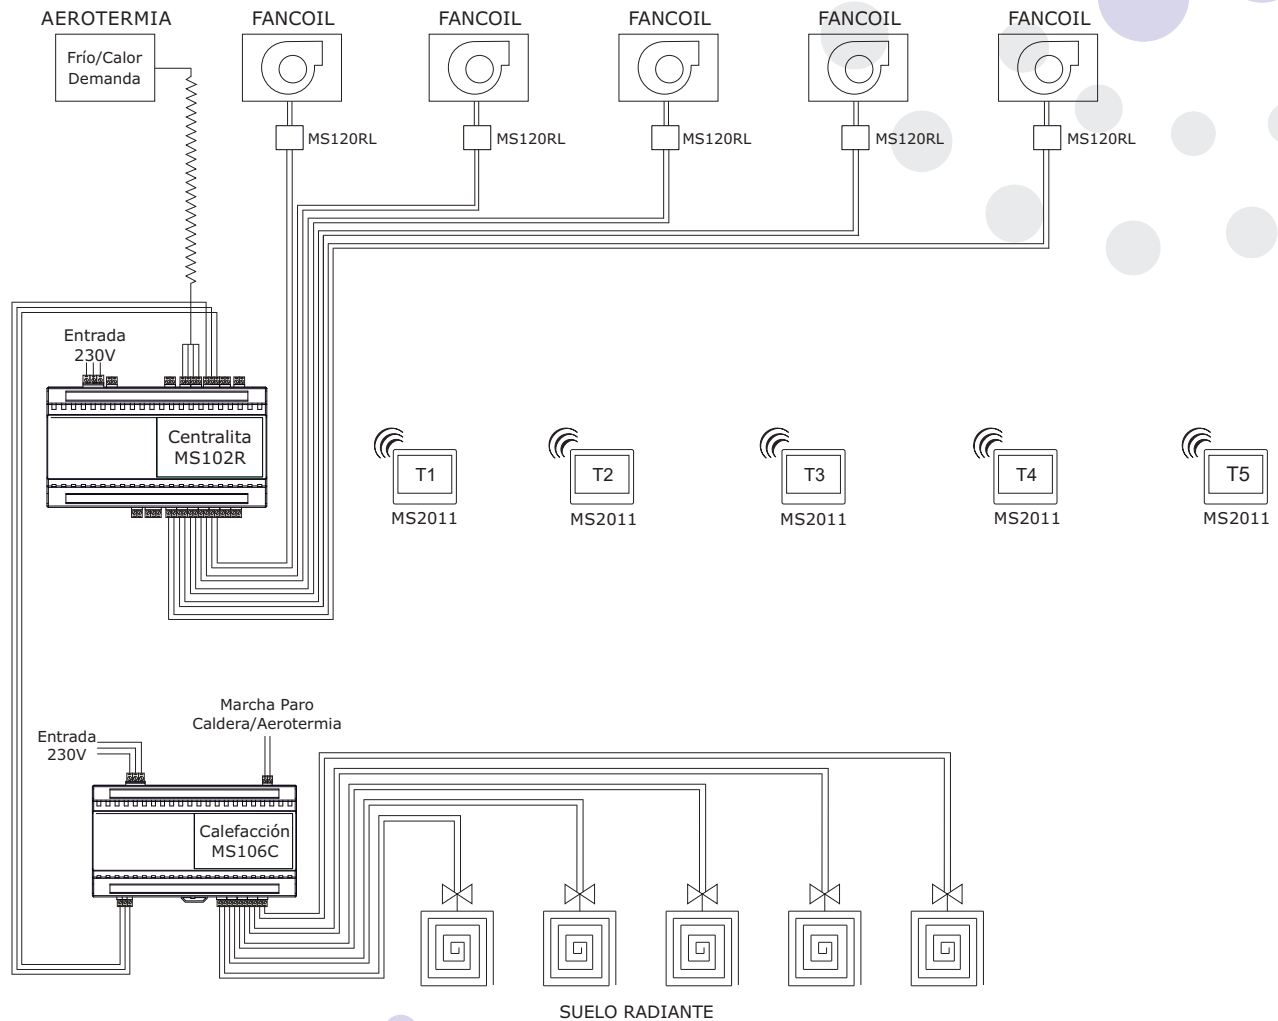 AEROTERMIA
FANCOIL
FANCOIL
FANCOIL
FANCOIL
FANCOIL
Frío/Calor
Demanda
MS120RL
MS120RL
MS120RL
MS120RL
MS120RL
Entrada
230V
Centralita
MS102R
T1
T2
T3
T4
T5
MS2011
MS2011
MS2011
MS2011
MS2011
Marcha Paro
Caldera/Aerotermia
Entrada
230V
Calefacción
MS106C
SUELO RADIANTE